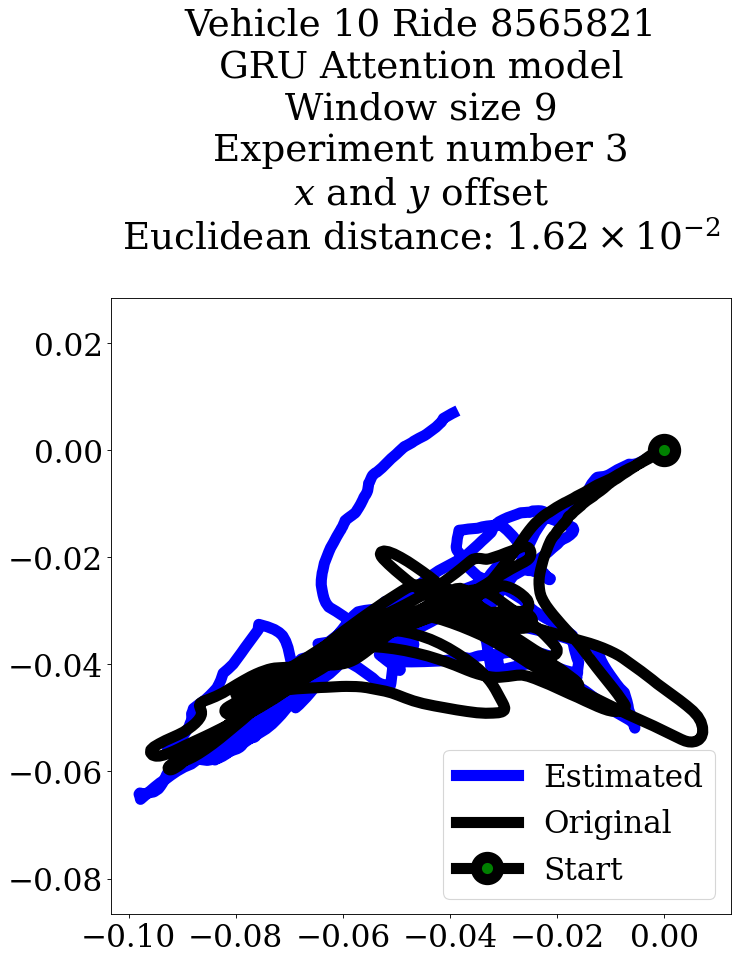 Vehicle 10 Ride 8565821
GRU Attention model
Window size 9
Experiment number 3
x and y offset
Euclidean distance: 1.62 × 10⁻²
0.02
0.00
−0.02
−0.04
−0.06
−0.08
Estimated
Original
Start
−0.10 −0.08 −0.06 −0.04 −0.02 0.00